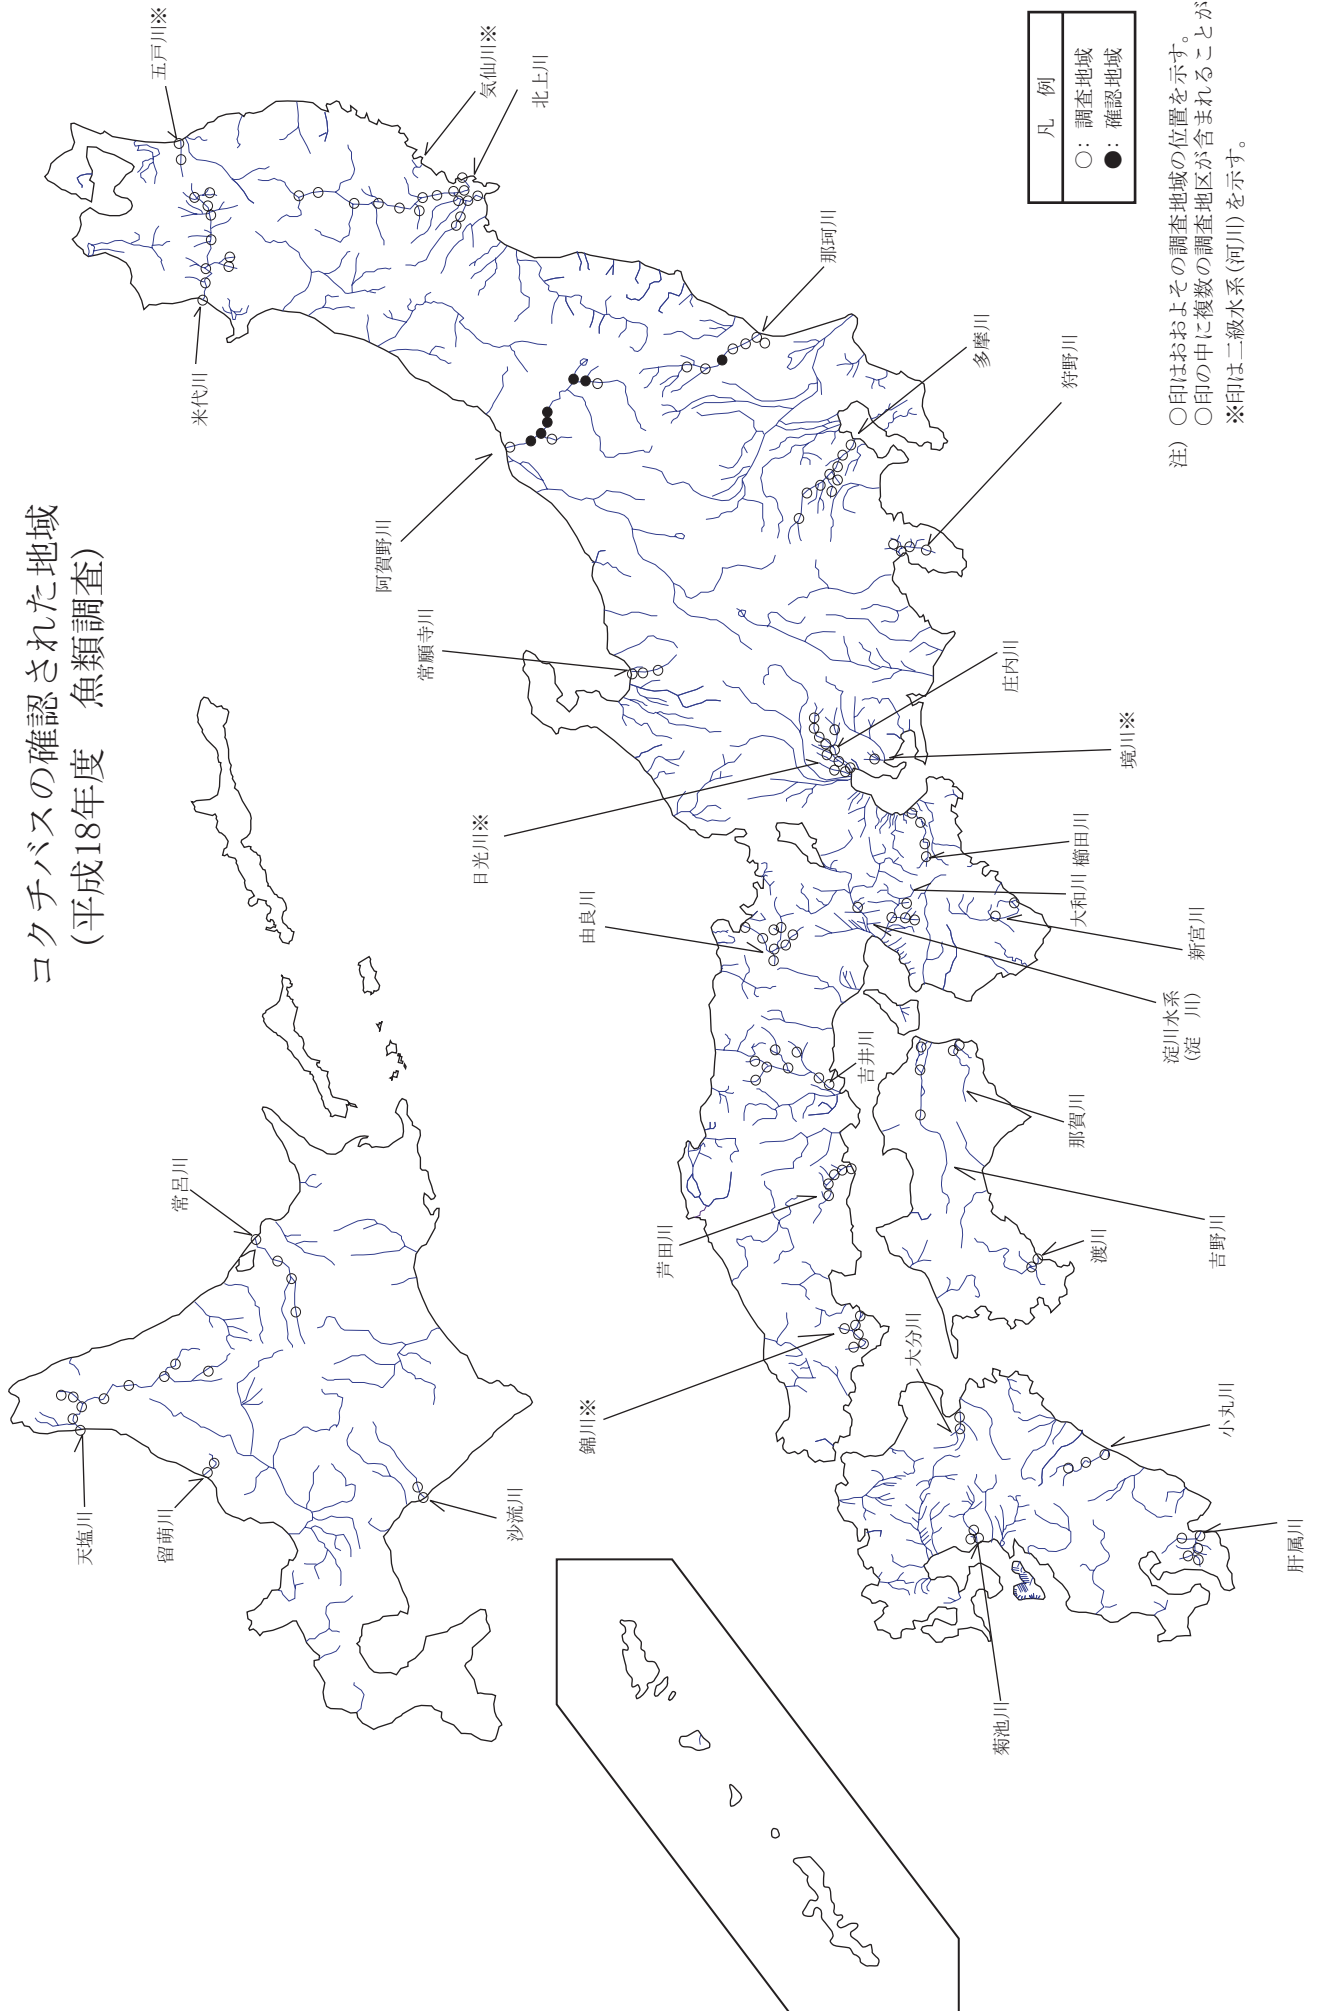 コクチバスの確認された地域
(平成18年度　魚類調査)
天塩川
留萌川
常呂川
沙流川
五戸川※
米代川
気仙川※
北上川
阿賀野川
那珂川
多摩川
狩野川
常願寺川
庄内川
境川※
日光川※
櫛田川
大和川
新宮川
由良川
淀川水系
(淀　川)
吉井川
那賀川
吉野川
渡川
芦田川
錦川※
大分川
小丸川
肝属川
菊池川
凡　例
○：調査地域
●：確認地域
注）○印はおおよその調査地域の位置を示す。
○印の中に複数の調査地区が含まれることが
※印は二級水系(河川)を示す。